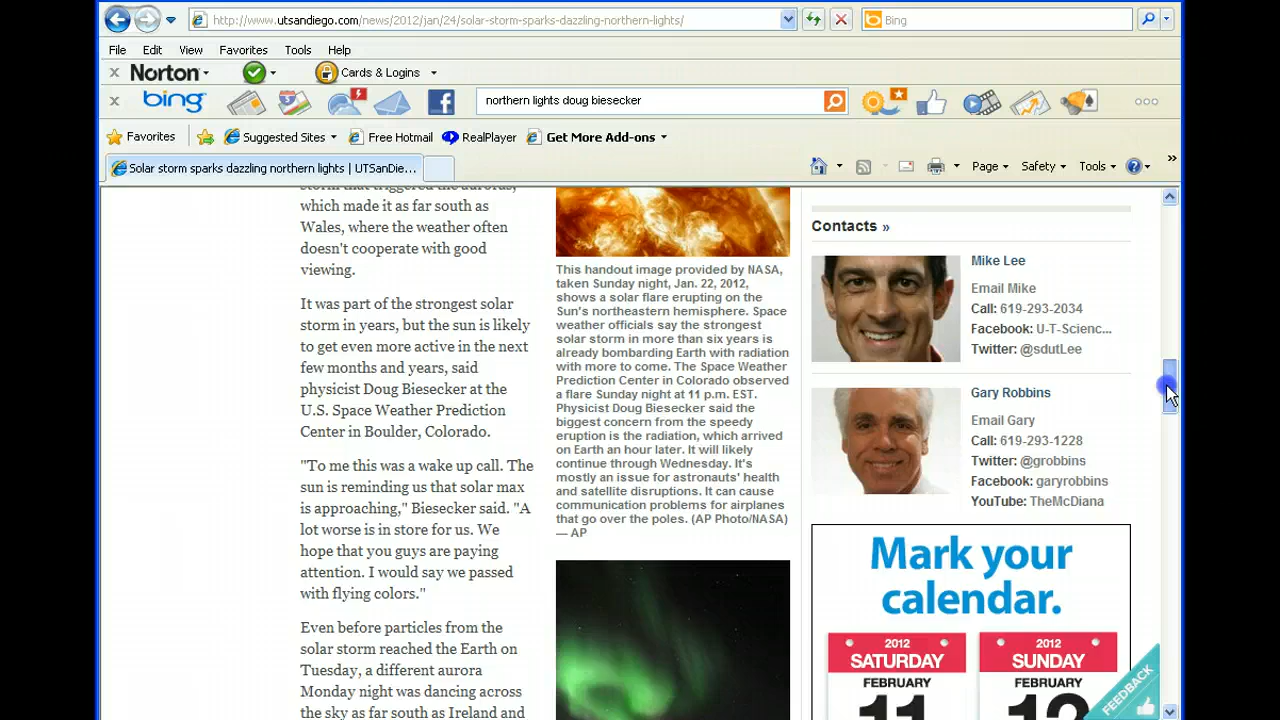 http://www.utsandiego.com/news/2012/jan/24/solar-storm-sparks-dazzling-northern-lights/
Bing
File Edit View Favorites Tools Help
Norton
Cards & Logins
bing
northern lights doug biesecker
Favorites
Suggested Sites
Free Hotmail
RealPlayer
Get More Add-ons
Solar storm sparks dazzling northern lights | UTSanDie...
Page
Safety
Tools
storm that triggered the auroras,
which made it as far south as
Wales, where the weather often
doesn't cooperate with good
viewing.
It was part of the strongest solar
storm in years, but the sun is likely
to get even more active in the next
few months and years, said
physicist Doug Biesecker at the
U.S. Space Weather Prediction
Center in Boulder, Colorado.
"To me this was a wake up call. The
sun is reminding us that solar max
is approaching," Biesecker said. "A
lot worse is in store for us. We
hope that you guys are paying
attention. I would say we passed
with flying colors."
Even before particles from the
solar storm reached the Earth on
Tuesday, a different aurora
Monday night was dancing across
the sky as far south as Ireland and
This handout image provided by NASA,
taken Sunday night, Jan. 22, 2012,
shows a solar flare erupting on the
Sun's northeastern hemisphere. Space
weather officials say the strongest
solar storm in more than six years is
already bombarding Earth with radiation
with more to come. The Space Weather
Prediction Center in Colorado observed
a flare Sunday night at 11 p.m. EST.
Physicist Doug Biesecker said the
biggest concern from the speedy
eruption is the radiation, which arrived
on Earth an hour later. It will likely
continue through Wednesday. It's
mostly an issue for astronauts' health
and satellite disruptions. It can cause
communication problems for airplanes
that go over the poles. (AP Photo/NASA)
— AP
Contacts »
Mike Lee
Email Mike
Call: 619-293-2034
Facebook: U-T-Scienc...
Twitter: @sdutLee
Gary Robbins
Email Gary
Call: 619-293-1228
Twitter: @grobbins
Facebook: garyrobbins
YouTube: TheMcDiana
Mark your
calendar.
2012
SATURDAY
FEBRUARY
11
2012
SUNDAY
FEBRUARY
12
FEEDBACK